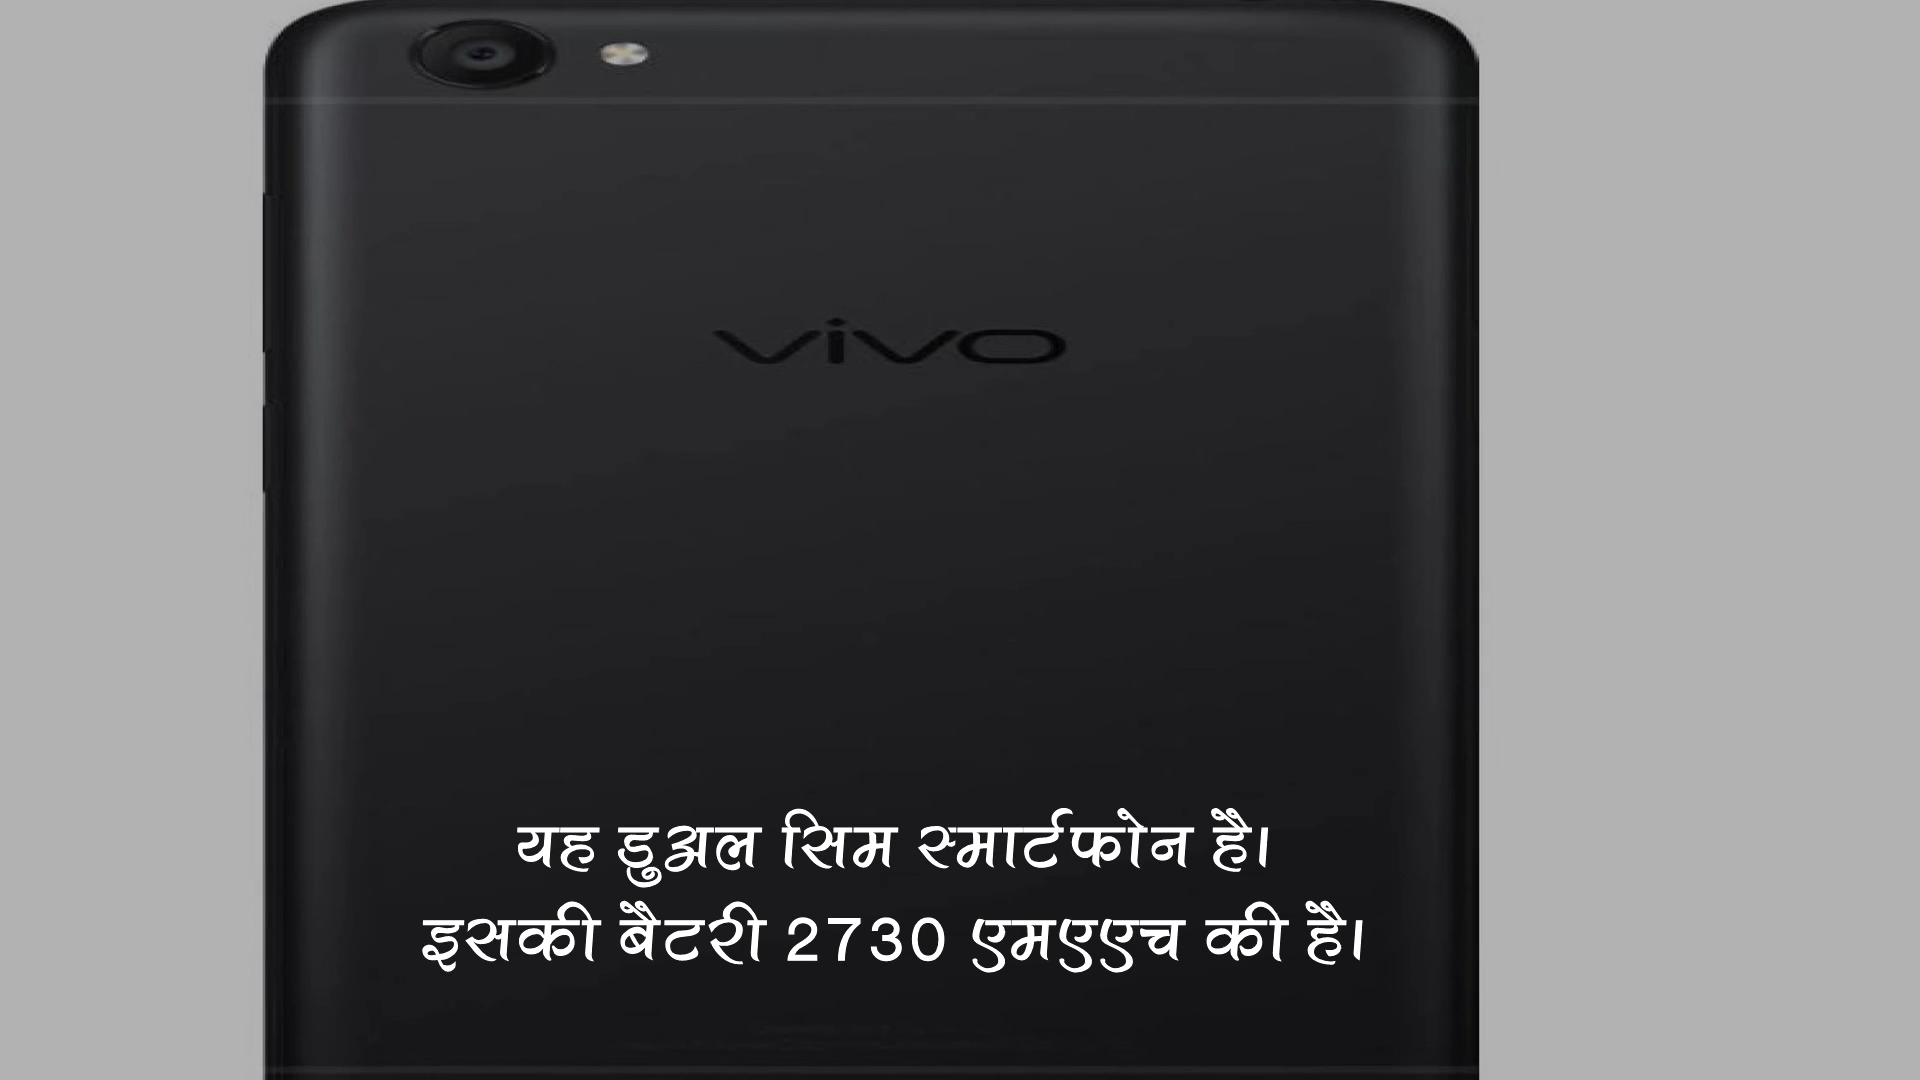 vivo
यह डुअल सिम स्मार्टफोन है।
इसकी बैटरी 2730 एमएएच की है।